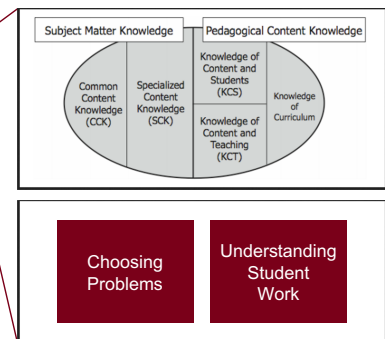 Subject Matter Knowledge
Pedagogical Content Knowledge
Common
Content
Knowledge
(CCK)
Specialized
Content
Knowledge
(SCK)
Knowledge of
Content and
Students
(KCS)
Knowledge of
Content and
Teaching
(KCT)
Knowledge
of
Curriculum
Choosing
Problems
Understanding
Student
Work